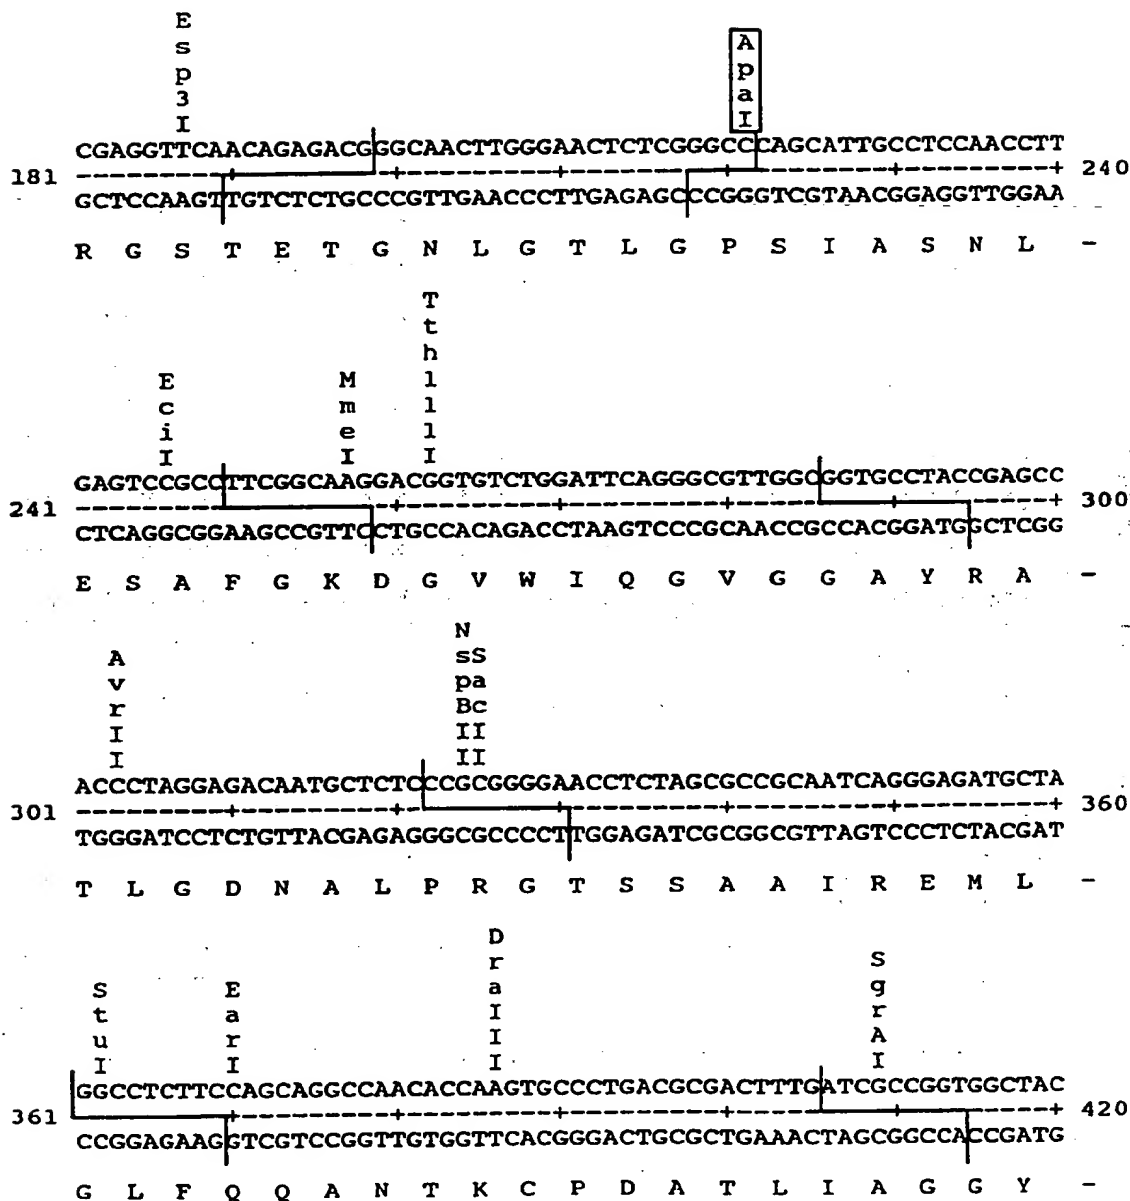 Esp3I ApaI
CGAGGTTCAACAGAGACGGGCAACTTGGGAACTCTCGGGCCCAGCATTGCCTCCAACCTT
181 ---------+---------+---------+---------+---------+---------+ 240
GCTCCAAGTTGTCTCTGCCCGTTGAACCCTTGAGAGCCCGGGTCGTAACGGAGGTTGGAA
R G S T E T G N L G T L G P S I A S N L -
EciI MmeI Tth111I
GAGTCCGCCTTCGGCAAGGACGGTGTCTGGATTCAGGGCGTTGGCGGTGCCTACCGAGCC
241 ---------+---------+---------+---------+---------+---------+ 300
CTCAGGCGGAAGCCGTTCCTGCCACAGACCTAAGTCCCGCAACCGCCACGGATGGCTCGG
E S A F G K D G V W I Q G V G G A Y R A -
AvrII NspBII SacII
ACCCTAGGAGACAATGCTCTCCCGCGGGGAACCTCTAGCGCCGCAATCAGGGAGATGCTA
301 ---------+---------+---------+---------+---------+---------+ 360
TGGGATCCTCTGTTACGAGAGGGCGCCCCTTGGAGATCGCGGCGTTAGTCCCTCTACGAT
T L G D N A L P R G T S S A A I R E M L -
StuI EarI DraIII SgrAI
GGCCTCTTCCAGCAGGCCAACACCAAGTGCCCTGACGCGACTTTGATCGCCGGTGGCTAC
361 ---------+---------+---------+---------+---------+---------+ 420
CCGGAGAAGGTCGTCCGGTTGTGGTTCACGGGACTGCGCTGAAACTAGCGGCCACCGATG
G L F Q Q A N T K C P D A T L I A G G Y -